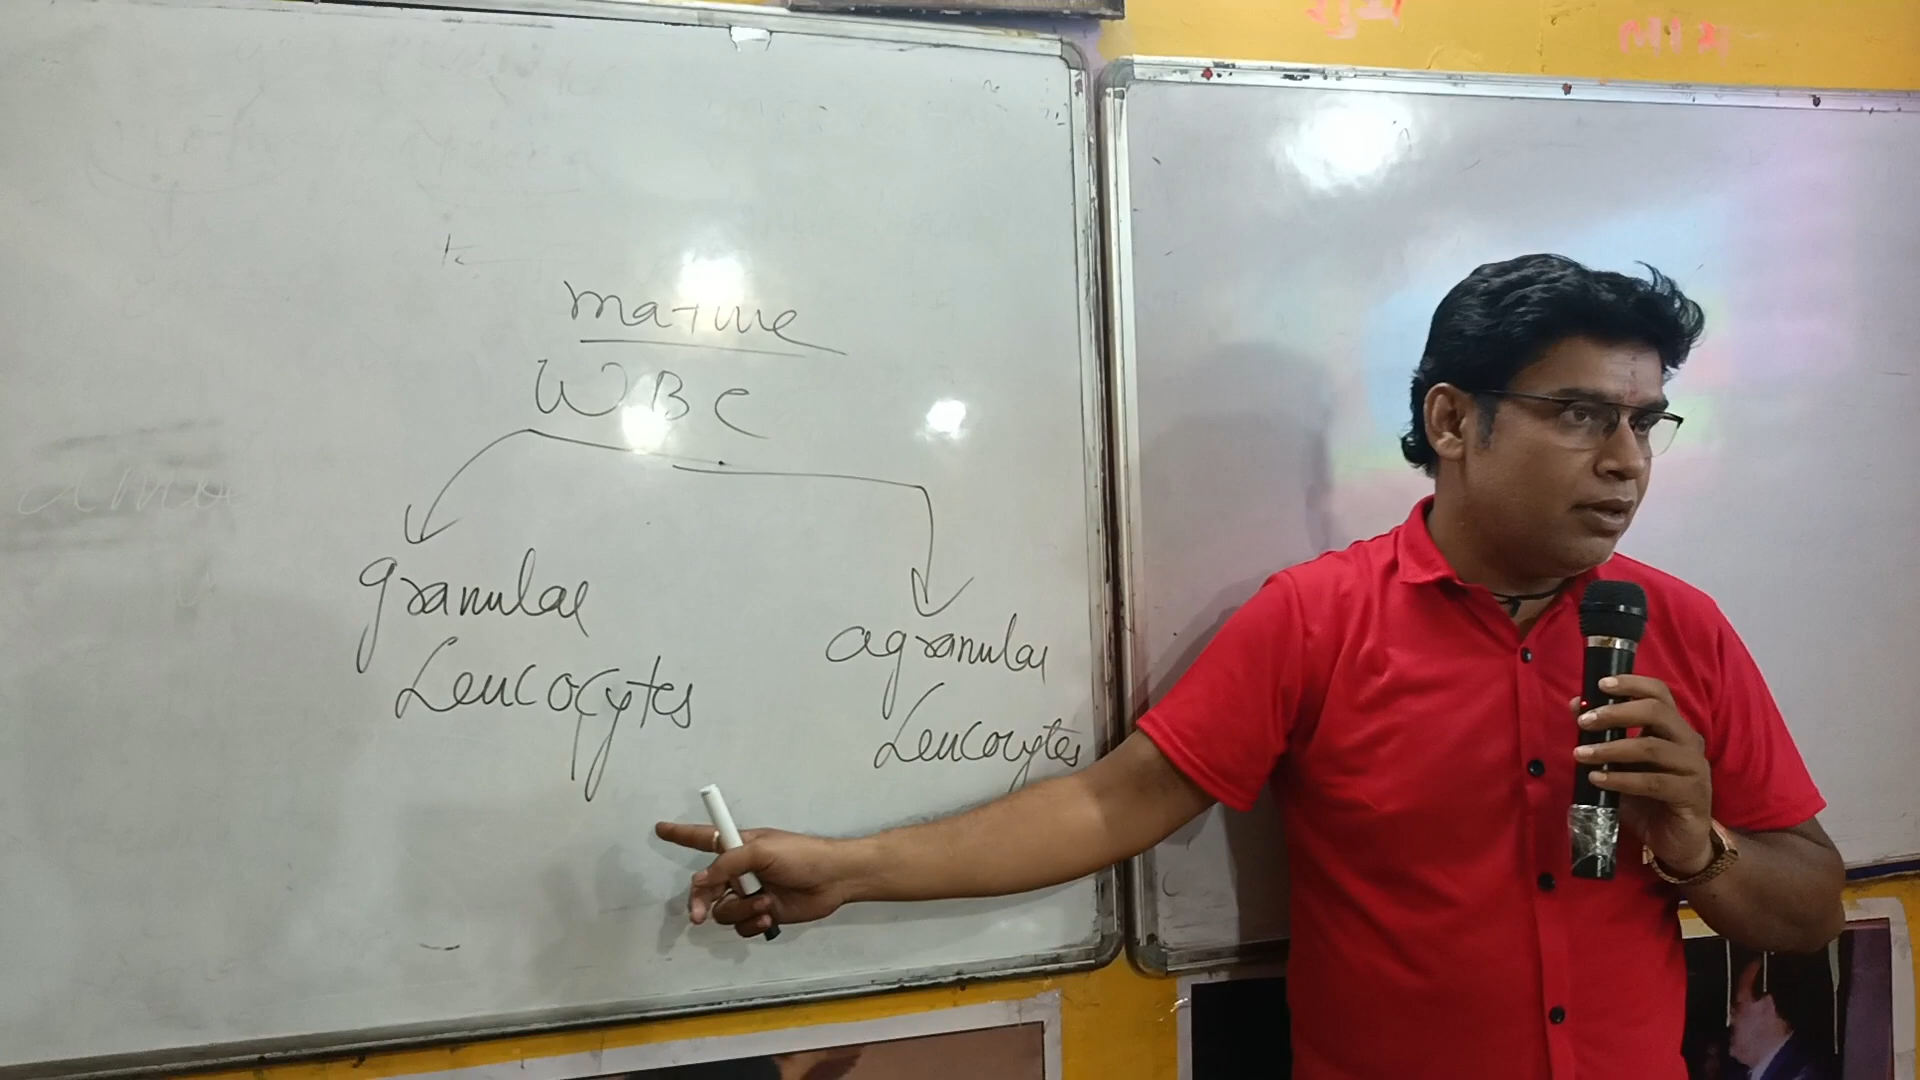 mature
WBC
granular
Leucocytes
agranular
Leucocytes